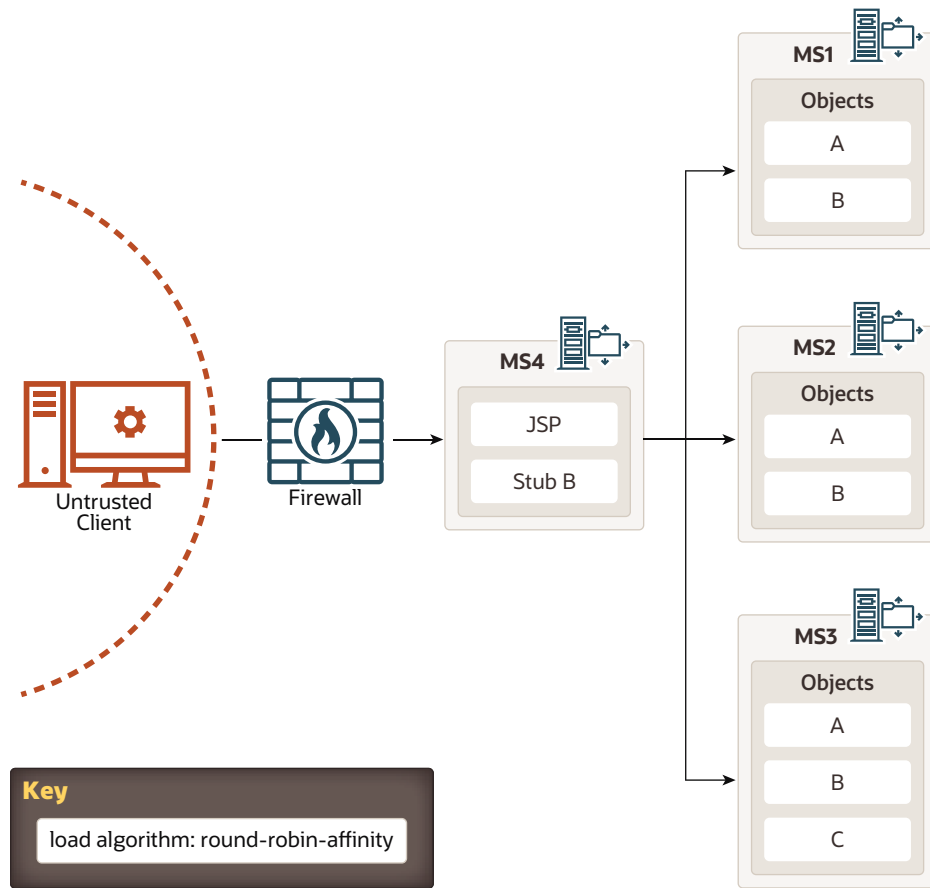 Untrusted
Client
Firewall
MS4
JSP
Stub B
MS1
Objects
A
B
MS2
Objects
A
B
MS3
Objects
A
B
C
Key
load algorithm: round-robin-affinity